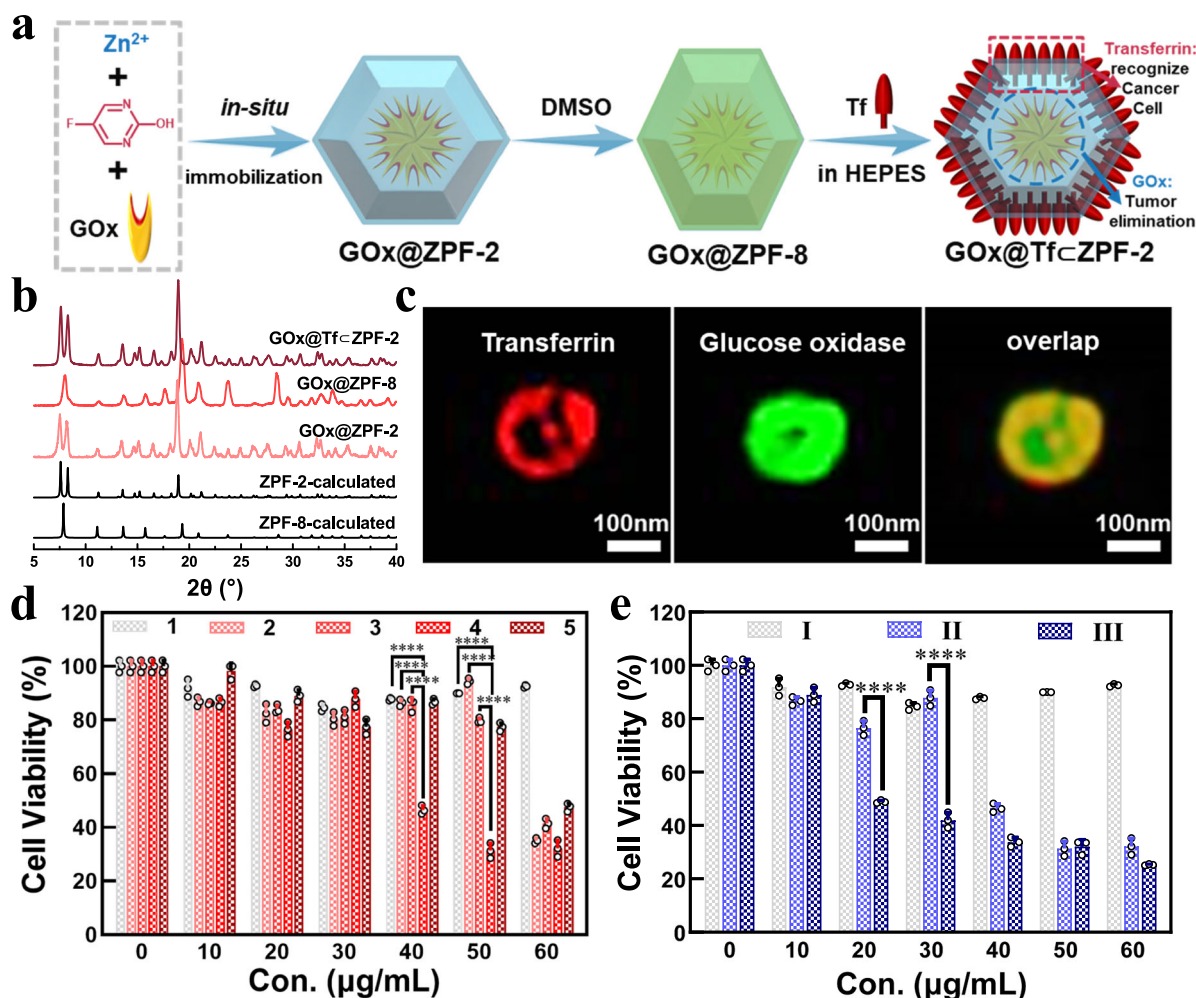 a
Zn²⁺
+
F
N
N
OH
+
GOx
in-situ
immobilization
GOx@ZPF-2
DMSO
GOx@ZPF-8
Tf
in HEPES
Transferrin:
recognize
Cancer
Cell
GOx:
Tumor
elimination
GOx@Tf⊂ZPF-2
b
GOx@Tf⊂ZPF-2
GOx@ZPF-8
GOx@ZPF-2
ZPF-2-calculated
ZPF-8-calculated
5 10 15 20 25 30 35 40
2θ (°)
c
Transferrin
100nm
Glucose oxidase
100nm
overlap
100nm
d
Cell Viability (%)
120
100
80
60
40
20
0
1 2 3 4 5
****
****
****
****
****
****
0 10 20 30 40 50 60
Con. (μg/mL)
e
Cell Viability (%)
120
100
80
60
40
20
0
I II III
****
****
0 10 20 30 40 50 60
Con. (μg/mL)